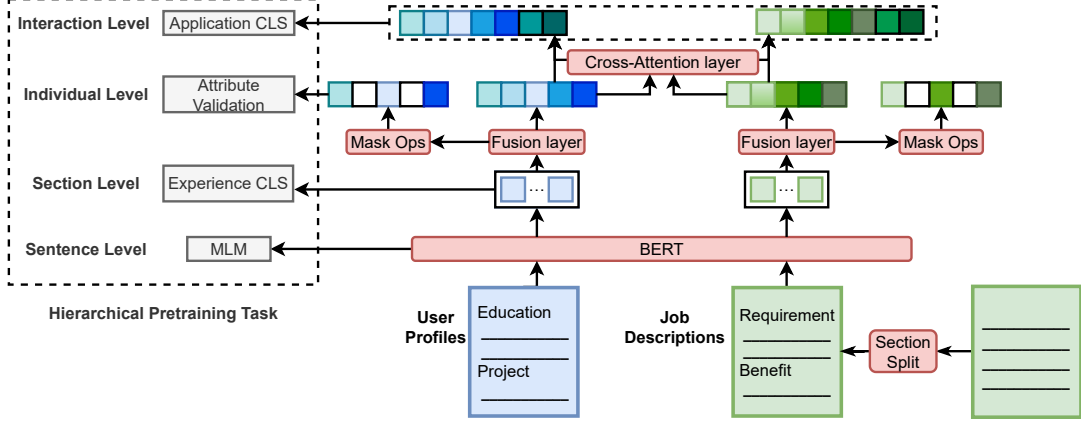 Interaction Level
Application CLS
Cross-Attention layer
Individual Level
Attribute
Validation
Mask Ops
Fusion layer
Fusion layer
Mask Ops
Section Level
Experience CLS
...
...
Sentence Level
MLM
BERT
Hierarchical Pretraining Task
User
Profiles
Education
Project
Job
Descriptions
Requirement
Benefit
Section
Split